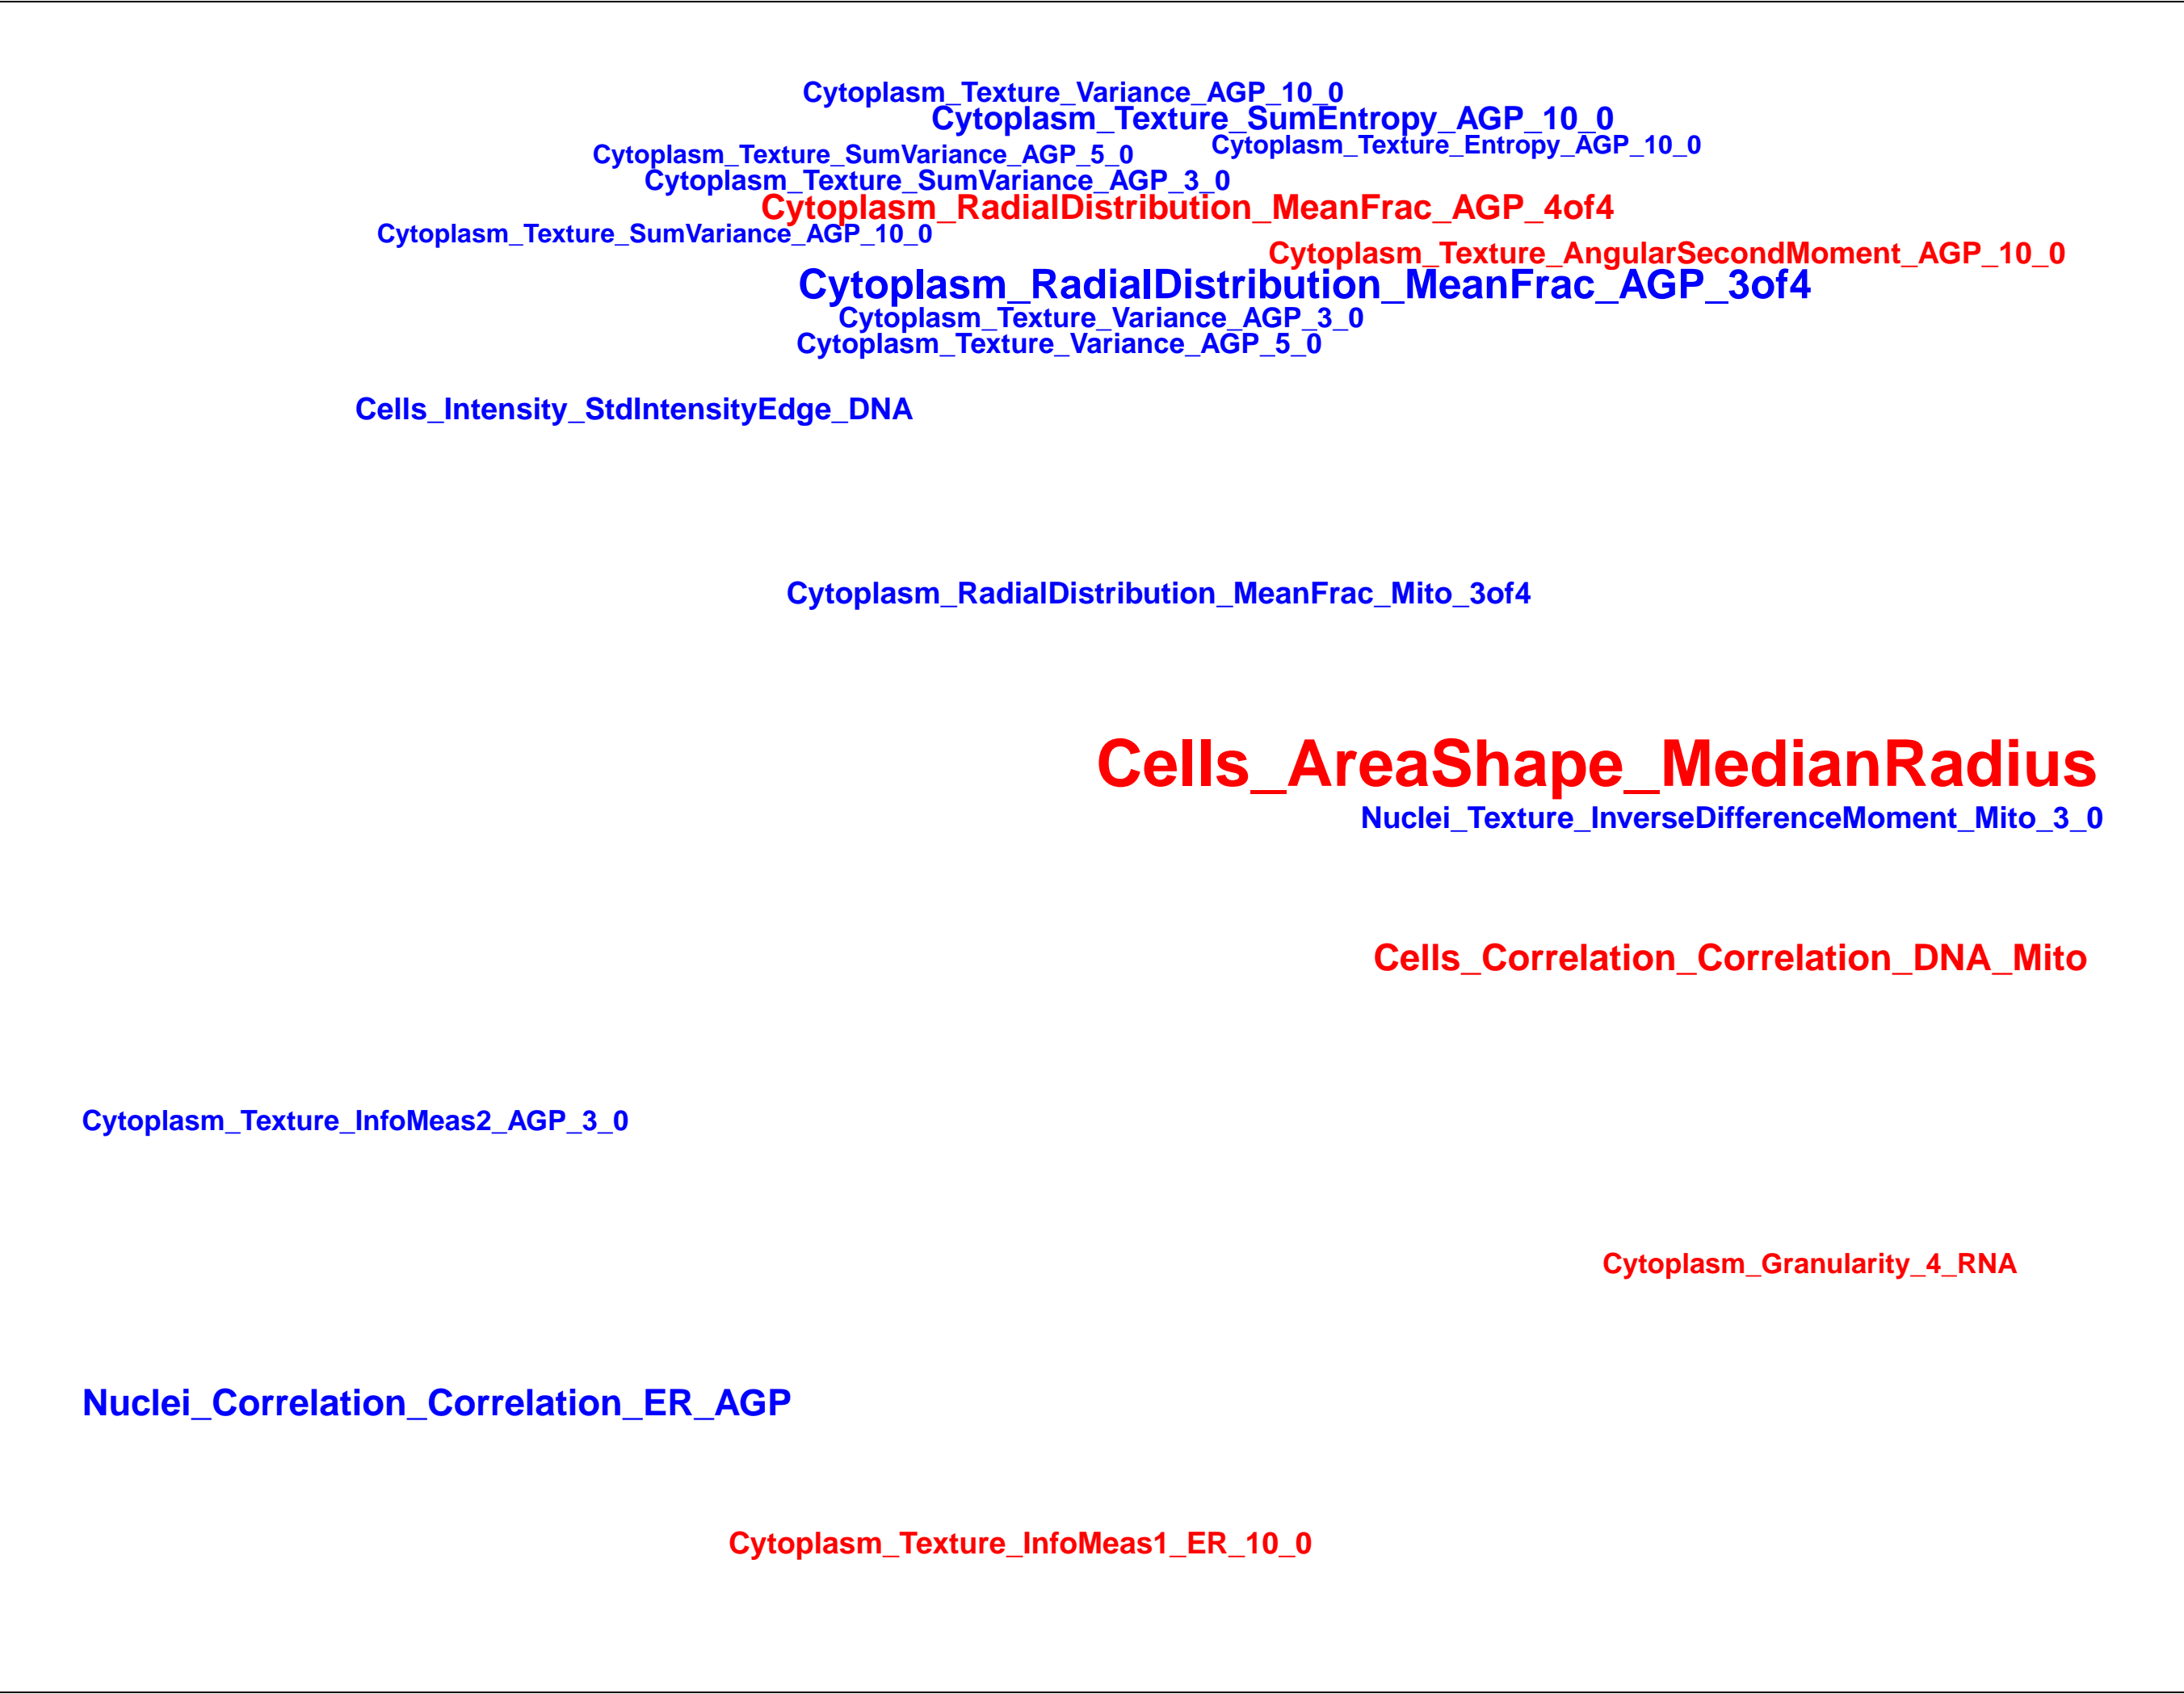 Cytoplasm_Texture_Variance_AGP_10_0
Cytoplasm_Texture_SumEntropy_AGP_10_0
Cytoplasm_Texture_Entropy_AGP_10_0
Cytoplasm_Texture_SumVariance_AGP_5_0
Cytoplasm_Texture_SumVariance_AGP_3_0
Cytoplasm_RadialDistribution_MeanFrac_AGP_4of4
Cytoplasm_Texture_SumVariance_AGP_10_0
Cytoplasm_Texture_AngularSecondMoment_AGP_10_0
Cytoplasm_RadialDistribution_MeanFrac_AGP_3of4
Cytoplasm_Texture_Variance_AGP_3_0
Cytoplasm_Texture_Variance_AGP_5_0
Cells_Intensity_StdIntensityEdge_DNA
Cytoplasm_RadialDistribution_MeanFrac_Mito_3of4
Cells_AreaShape_MedianRadius
Nuclei_Texture_InverseDifferenceMoment_Mito_3_0
Cells_Correlation_Correlation_DNA_Mito
Cytoplasm_Texture_InfoMeas2_AGP_3_0
Cytoplasm_Granularity_4_RNA
Nuclei_Correlation_Correlation_ER_AGP
Cytoplasm_Texture_InfoMeas1_ER_10_0